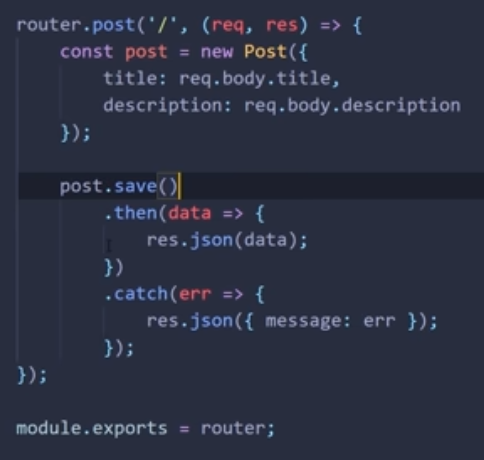 router.post('/', (req, res) => {
    const post = new Post({
        title: req.body.title,
        description: req.body.description
    });

    post.save()
        .then(data => {
            res.json(data);
        })
        .catch(err => {
            res.json({ message: err });
        });
});

module.exports = router;